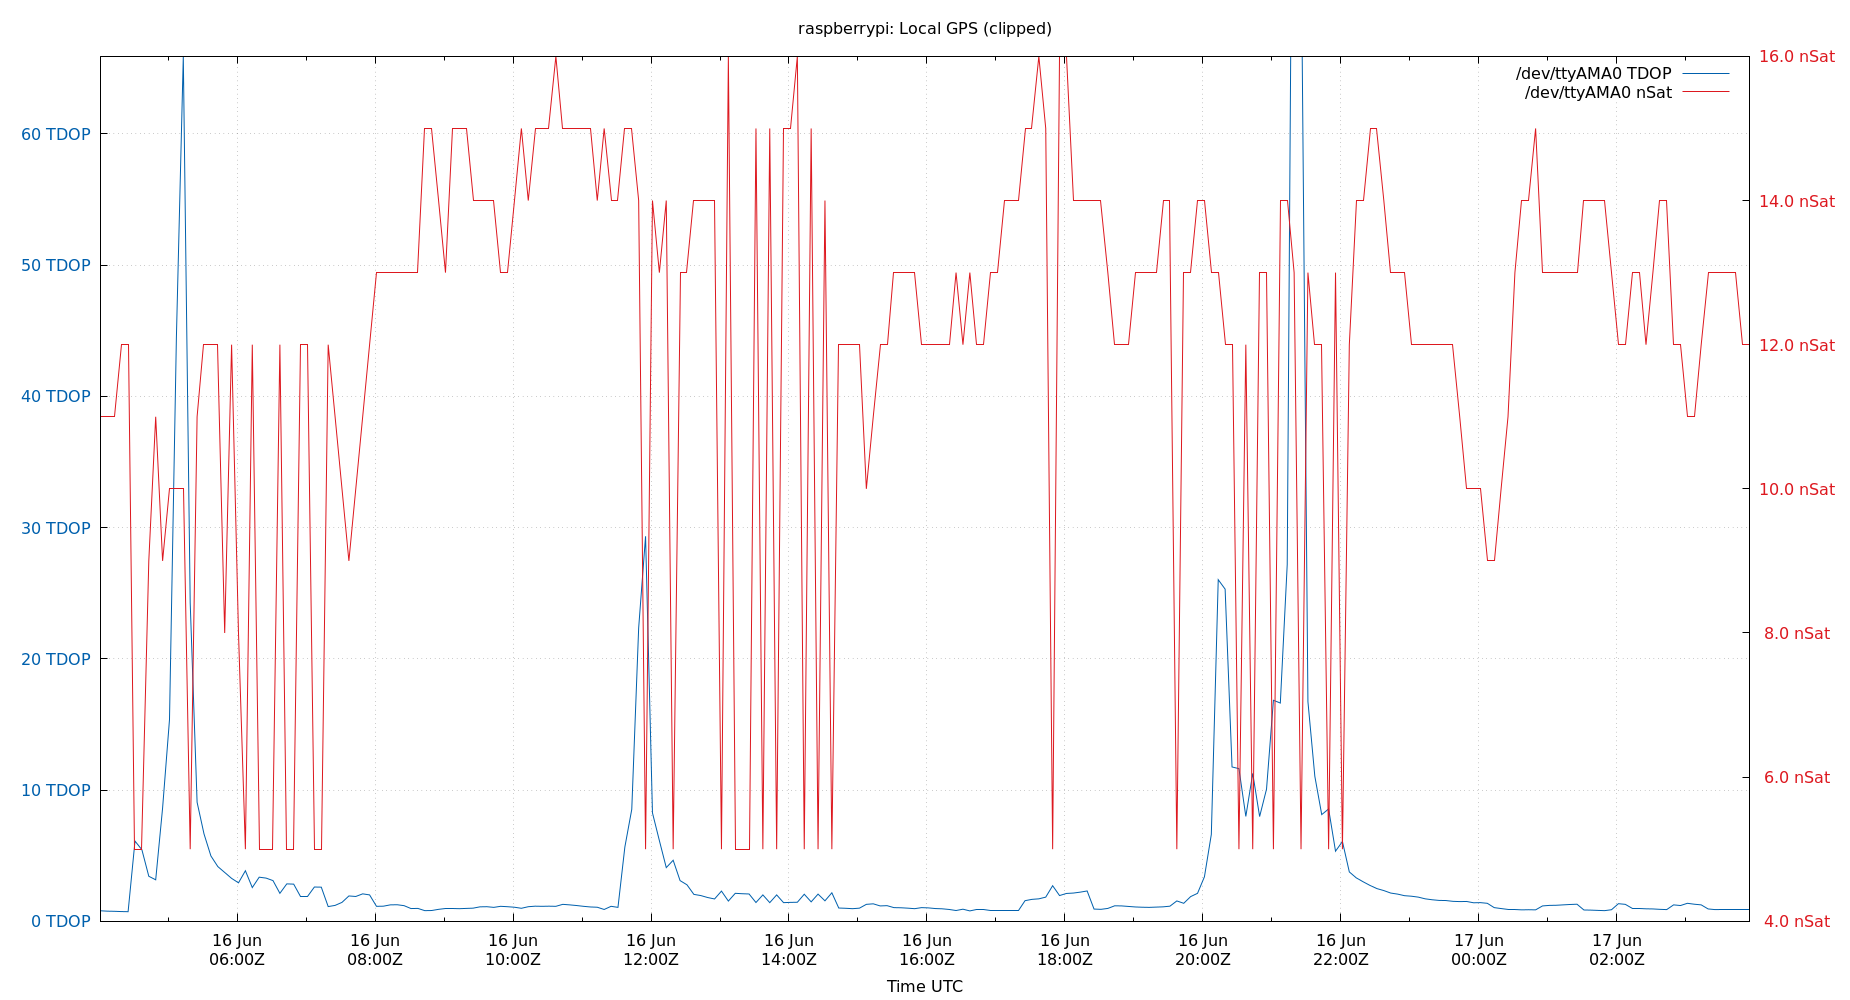 raspberrypi: Local GPS (clipped)
16.0 nSat
/dev/ttyAMA0 TDOP
/dev/ttyAMA0 nSat
60 TDOP
14.0 nSat
50 TDOP
12.0 nSat
40 TDOP
10.0 nSat
30 TDOP
8.0 nSat
20 TDOP
6.0 nSat
10 TDOP
0 TDOP
4.0 nSat
16 Jun
06:00Z
16 Jun
08:00Z
16 Jun
10:00Z
16 Jun
12:00Z
16 Jun
14:00Z
16 Jun
16:00Z
16 Jun
18:00Z
16 Jun
20:00Z
16 Jun
22:00Z
17 Jun
00:00Z
17 Jun
02:00Z
Time UTC